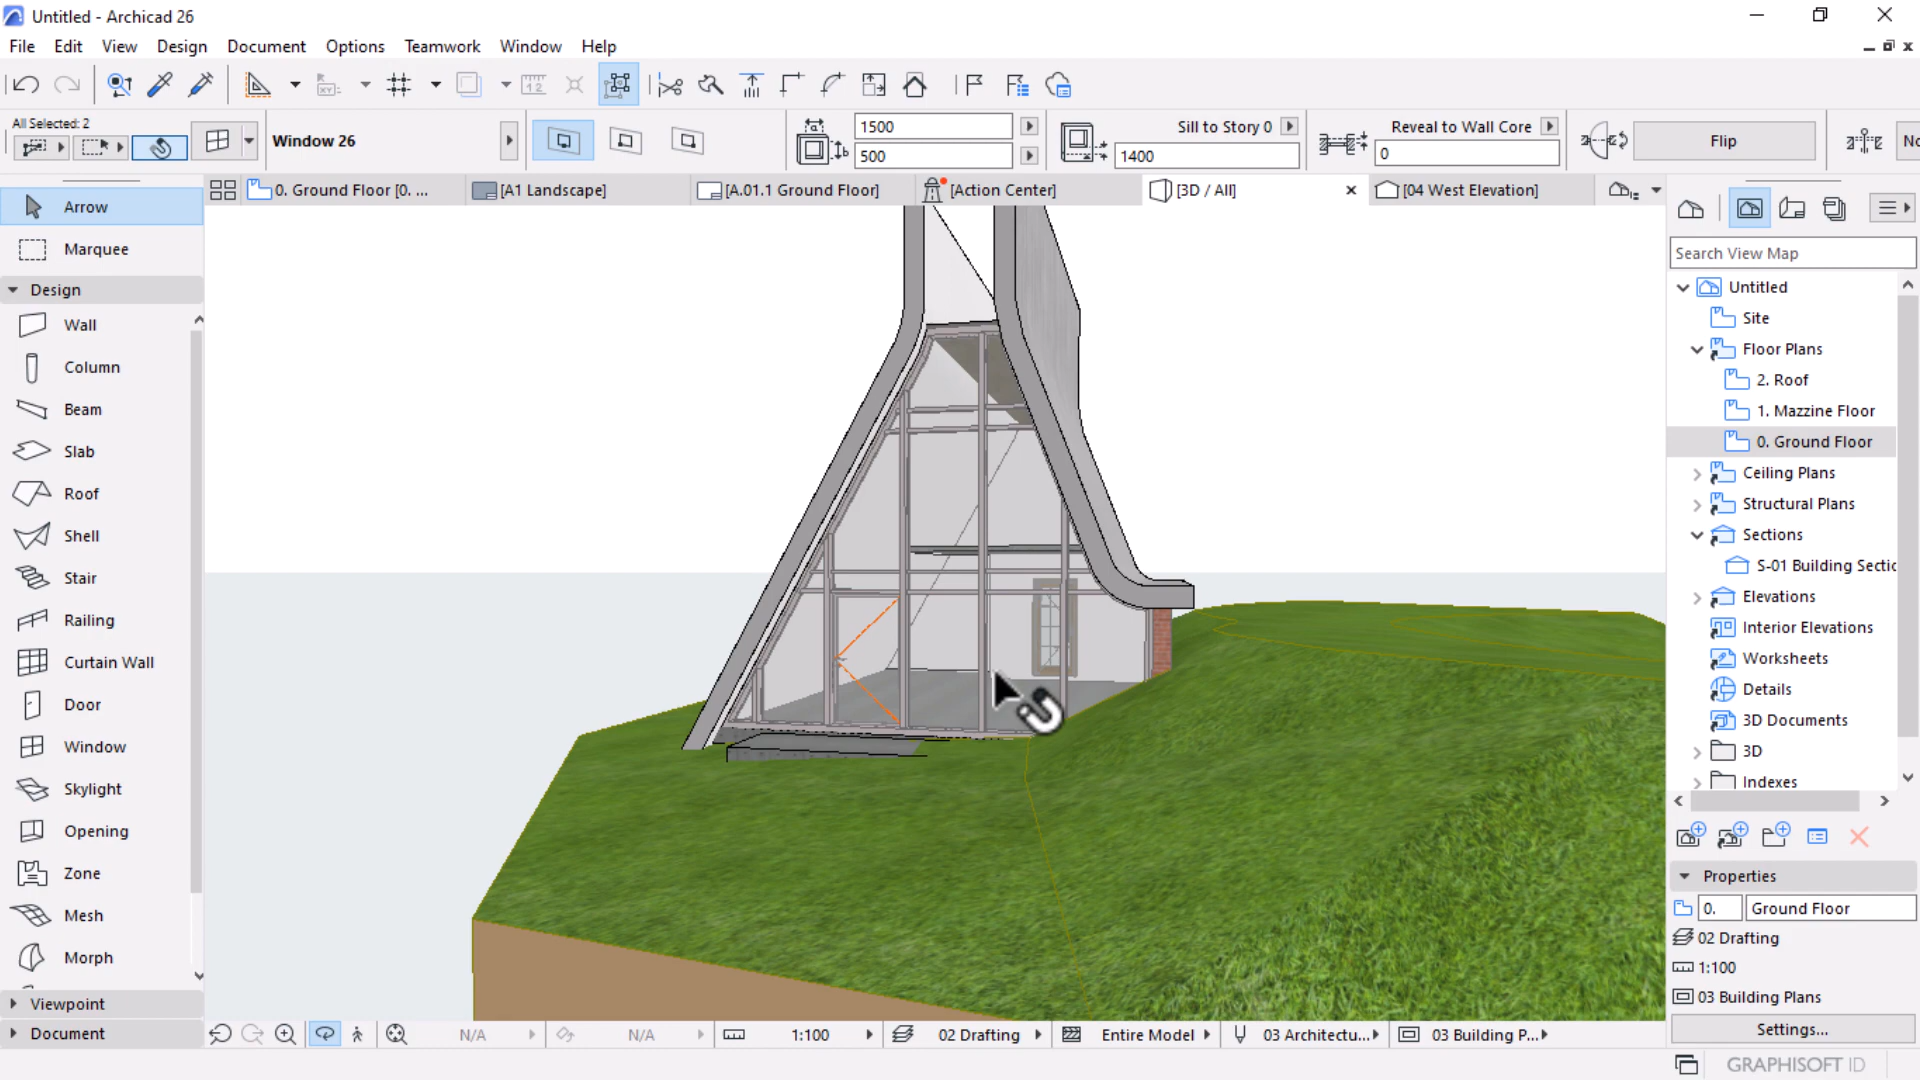 Untitled - Archicad 26
File Edit View Design Document Options Teamwork Window Help
All Selected: 2
Window 26
1500
500
Sill to Story 0
1400
Reveal to Wall Core
0
Flip
0. Ground Floor [0. ...
[A1 Landscape]
[A.01.1 Ground Floor]
[Action Center]
[3D / All]
[04 West Elevation]
Arrow
Marquee
Design
Wall
Column
Beam
Slab
Roof
Shell
Stair
Railing
Curtain Wall
Door
Window
Skylight
Opening
Zone
Mesh
Morph
Viewpoint
Document
Search View Map
Untitled
Site
Floor Plans
2. Roof
1. Mazzine Floor
0. Ground Floor
Ceiling Plans
Structural Plans
Sections
S-01 Building Sectic
Elevations
Interior Elevations
Worksheets
Details
3D Documents
3D
Indexes
Properties
0. Ground Floor
02 Drafting
1:100
03 Building Plans
Settings...
N/A N/A 1:100 02 Drafting Entire Model 03 Architectu... 03 Building P...
GRAPHISOFT ID